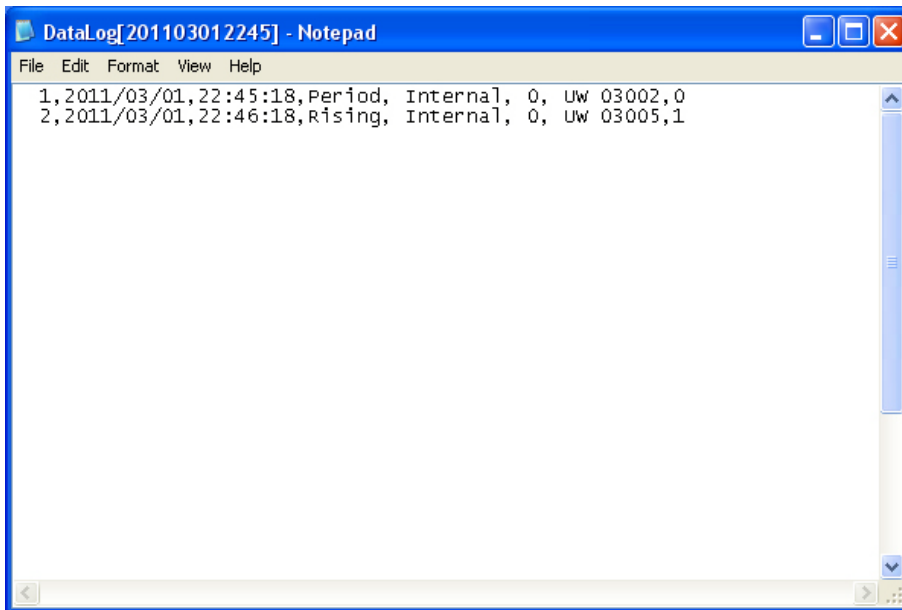 DataLog[201103012245] - Notepad
File Edit Format View Help
1,2011/03/01,22:45:18,Period, Internal, 0, UW 03002,0
2,2011/03/01,22:46:18,Rising, Internal, 0, UW 03005,1